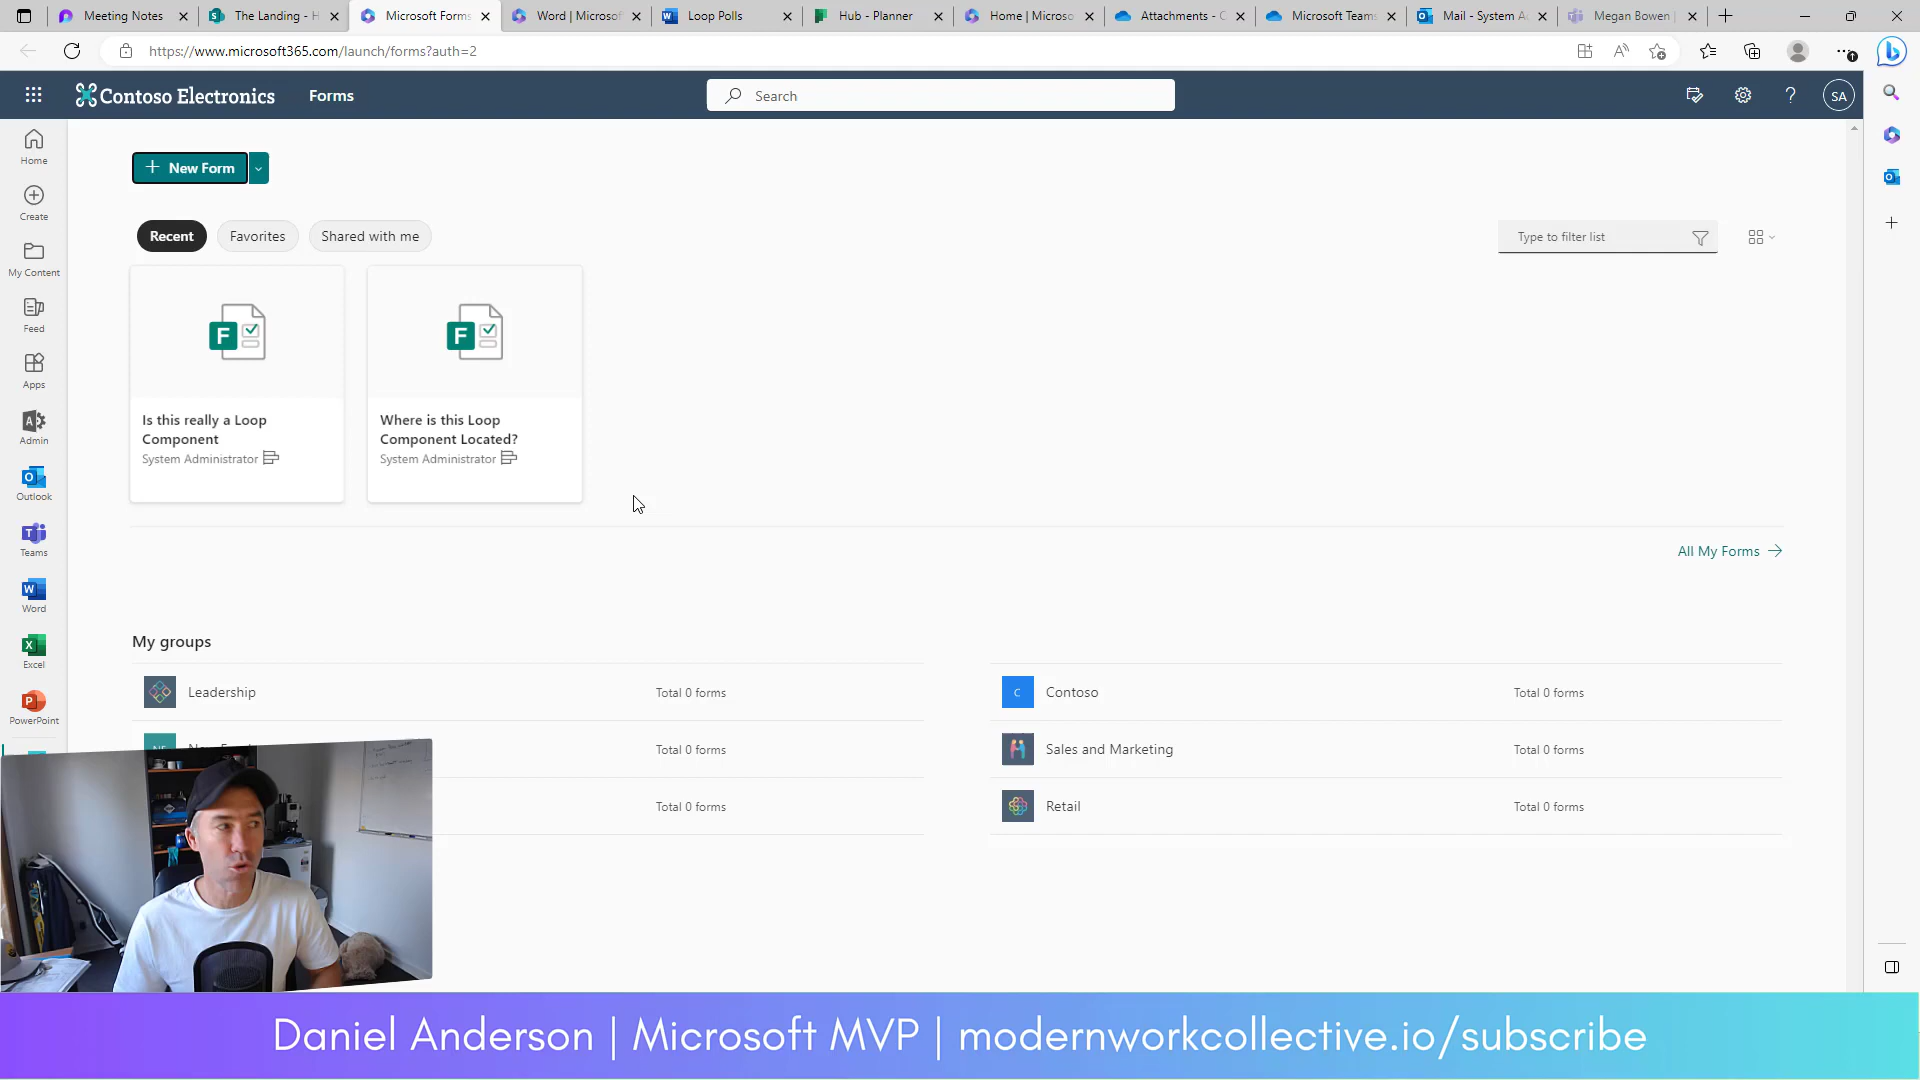 Meeting Notes
The Landing - H
Microsoft Forms
Word | Microsof
Loop Polls
Hub - Planner
Home | Microso
Attachments - C
Microsoft Teams
Mail - System A
Megan Bowen |
https://www.microsoft365.com/launch/forms?auth=2
Contoso Electronics
Forms
Search
SA
Home
Create
My Content
Feed
Apps
Admin
Outlook
Teams
Word
Excel
PowerPoint
New Form
Recent
Favorites
Shared with me
Type to filter list
Is this really a Loop
Component
System Administrator
Where is this Loop
Component Located?
System Administrator
All My Forms
My groups
Leadership
Total 0 forms
C
Contoso
Total 0 forms
Total 0 forms
Sales and Marketing
Total 0 forms
Total 0 forms
Retail
Total 0 forms
Daniel Anderson | Microsoft MVP | modernworkcollective.io/subscribe